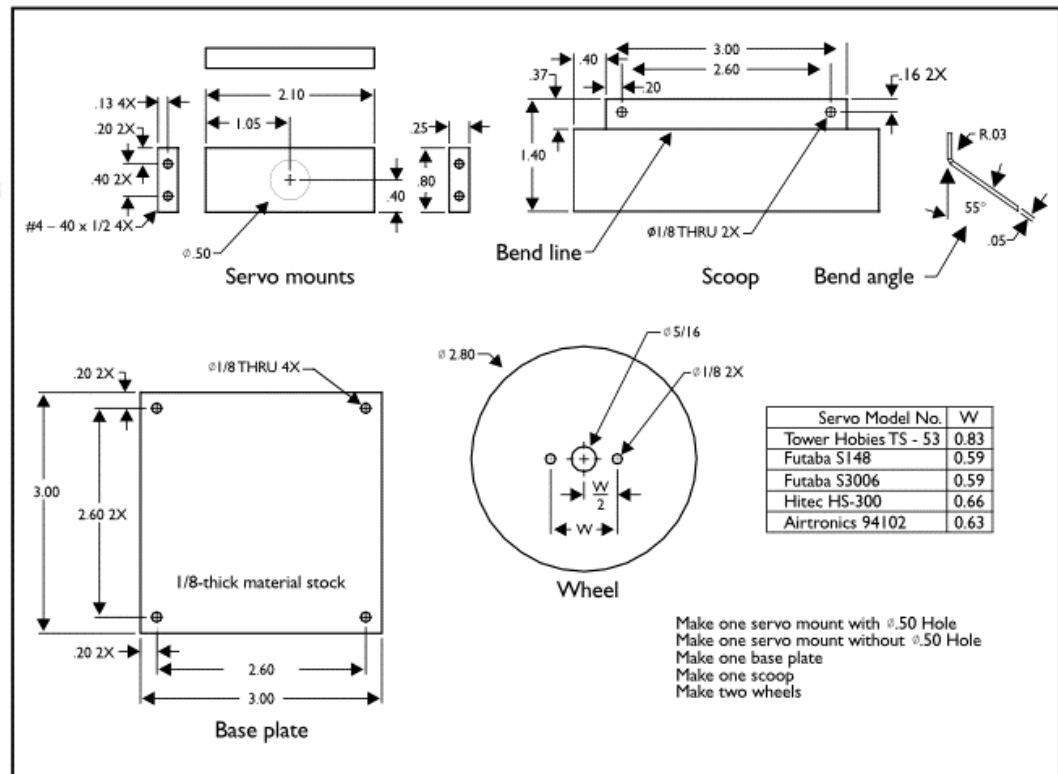 2.10
1.05
.13 4X
.20 2X
.40 2X
#4 – 40 x 1/2 4X
.25
.80
.40
⌀.50
Servo mounts
3.00
2.60
.40
.37
.20
.16 2X
1.40
R.03
55°
.05
⌀1/8 THRU 2X
Bend line
Scoop
Bend angle
.20 2X
⌀1/8 THRU 4X
3.00
2.60 2X
1/8-thick material stock
.20 2X
2.60
3.00
Base plate
⌀5/16
⌀2.80
⌀1/8 2X
W
2
W
Wheel
Servo Model No. W
Tower Hobies TS - 53 0.83
Futaba S148 0.59
Futaba S3006 0.59
Hitec HS-300 0.66
Airtronics 94102 0.63
Make one servo mount with ⌀.50 Hole
Make one servo mount without ⌀.50 Hole
Make one base plate
Make one scoop
Make two wheels